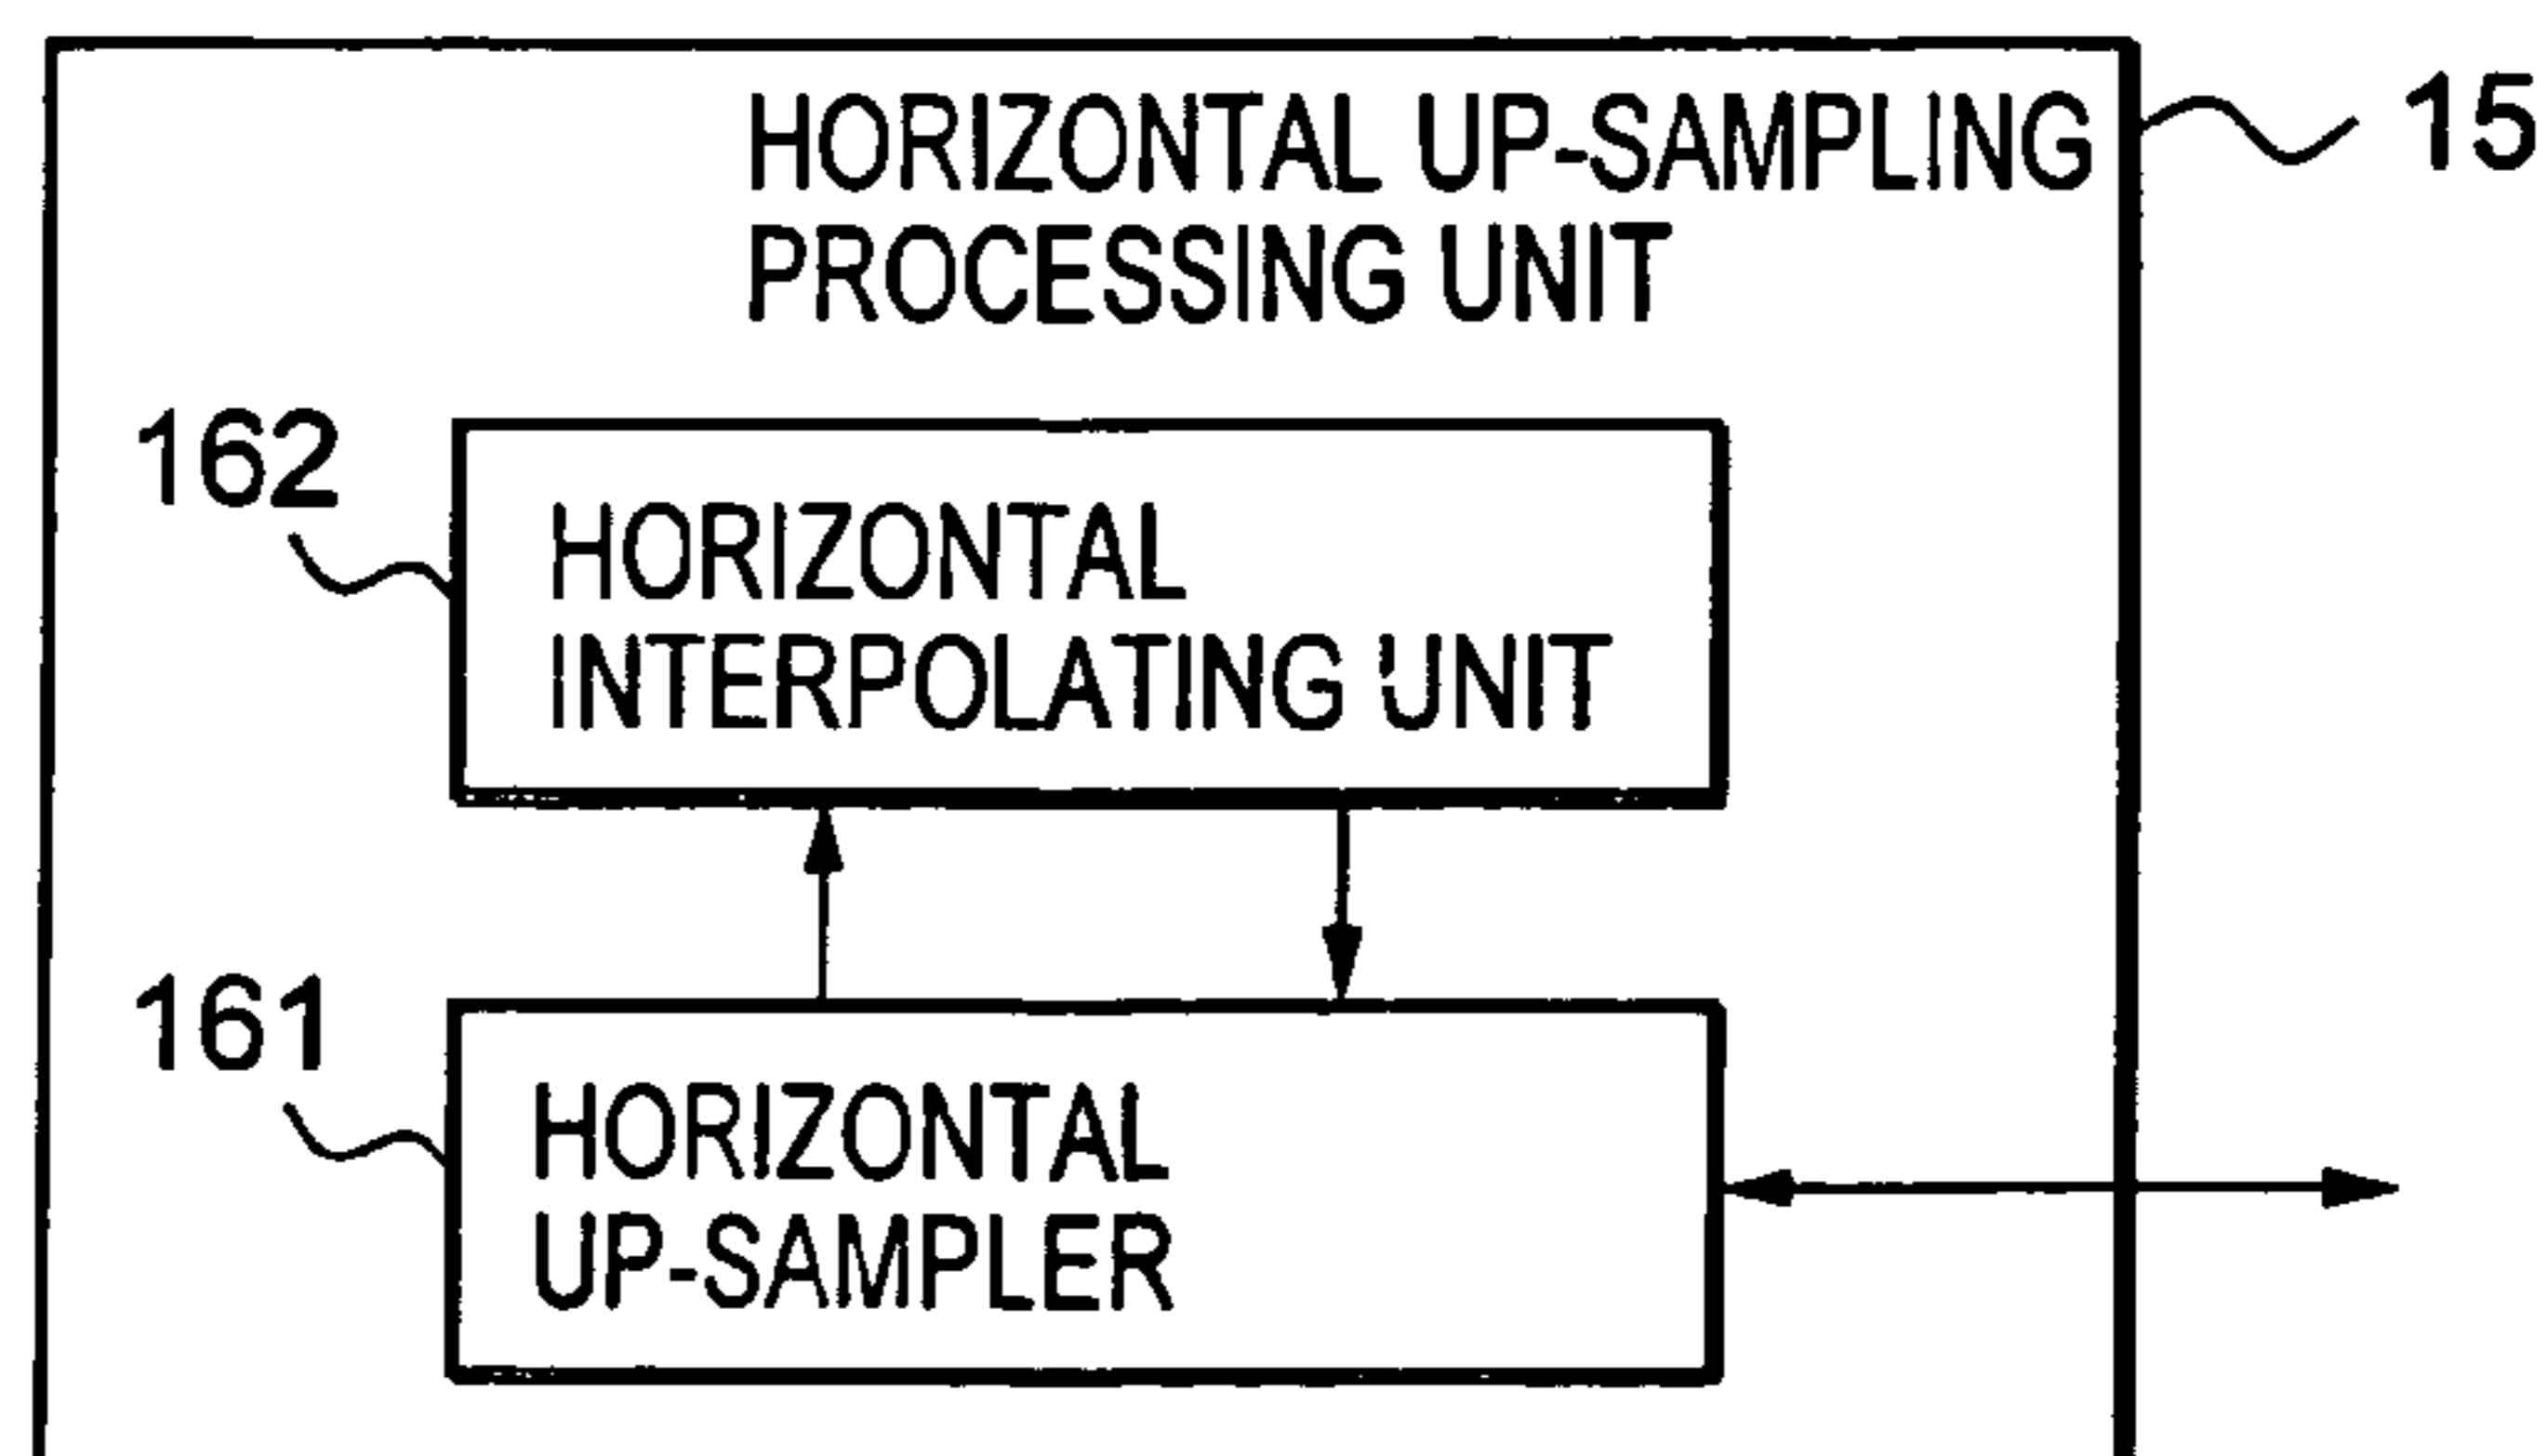 HORIZONTAL UP-SAMPLING
PROCESSING UNIT
15
162
HORIZONTAL
INTERPOLATING UNIT
161
HORIZONTAL
UP-SAMPLER